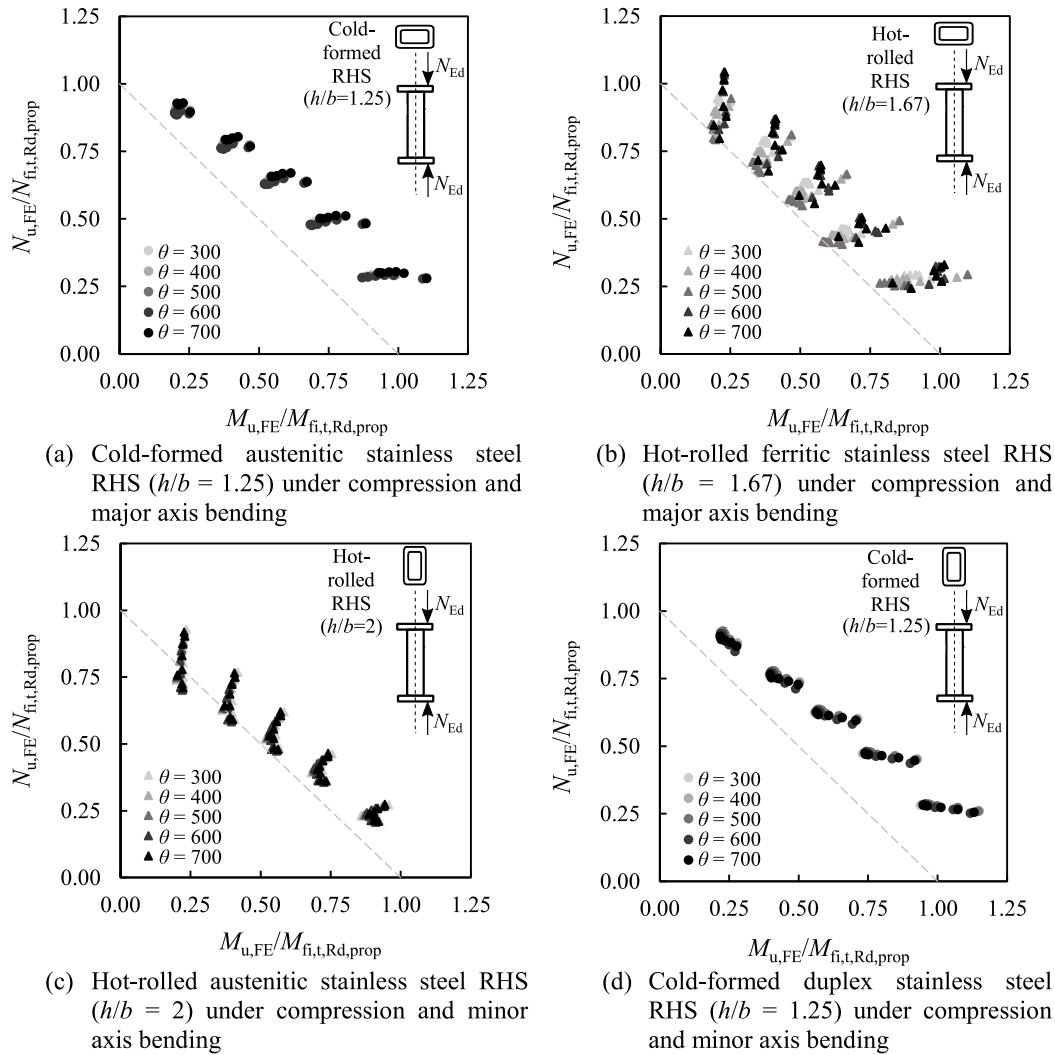 1.25
1.00
0.75
0.50
0.25
0.00
N_u,FE/N_fi,t,Rd,prop
Cold-
formed
RHS
(h/b=1.25)
N_Ed
N_Ed
θ = 300
θ = 400
θ = 500
θ = 600
θ = 700
0.00 0.25 0.50 0.75 1.00 1.25
M_u,FE/M_fi,t,Rd,prop
(a) Cold-formed austenitic stainless steel
RHS (h/b = 1.25) under compression and
major axis bending
1.25
1.00
0.75
0.50
0.25
0.00
N_u,FE/N_fi,t,Rd,prop
Hot-
rolled
RHS
(h/b=1.67)
N_Ed
N_Ed
θ = 300
θ = 400
θ = 500
θ = 600
θ = 700
0.00 0.25 0.50 0.75 1.00 1.25
M_u,FE/M_fi,t,Rd,prop
(b) Hot-rolled ferritic stainless steel RHS
(h/b = 1.67) under compression and
major axis bending
1.25
1.00
0.75
0.50
0.25
0.00
N_u,FE/N_fi,t,Rd,prop
Hot-
rolled
RHS
(h/b=2)
N_Ed
N_Ed
θ = 300
θ = 400
θ = 500
θ = 600
θ = 700
0.00 0.25 0.50 0.75 1.00 1.25
M_u,FE/M_fi,t,Rd,prop
(c) Hot-rolled austenitic stainless steel RHS
(h/b = 2) under compression and minor
axis bending
1.25
1.00
0.75
0.50
0.25
0.00
N_u,FE/N_fi,t,Rd,prop
Cold-
formed
RHS
(h/b=1.25)
N_Ed
N_Ed
θ = 300
θ = 400
θ = 500
θ = 600
θ = 700
0.00 0.25 0.50 0.75 1.00 1.25
M_u,FE/M_fi,t,Rd,prop
(d) Cold-formed duplex stainless steel
RHS (h/b = 1.25) under compression
and minor axis bending